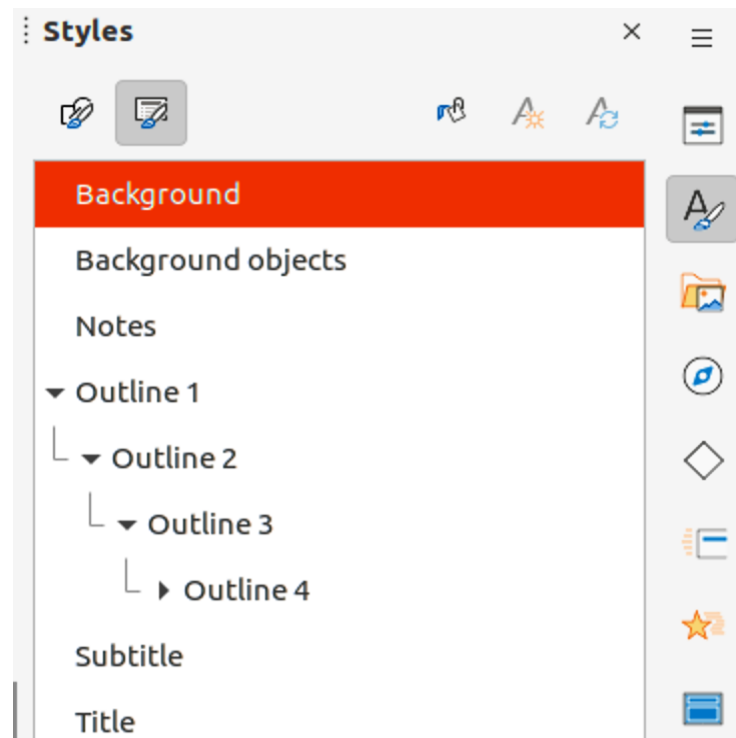 Styles
Background
Background objects
Notes
Outline 1
Outline 2
Outline 3
Outline 4
Subtitle
Title